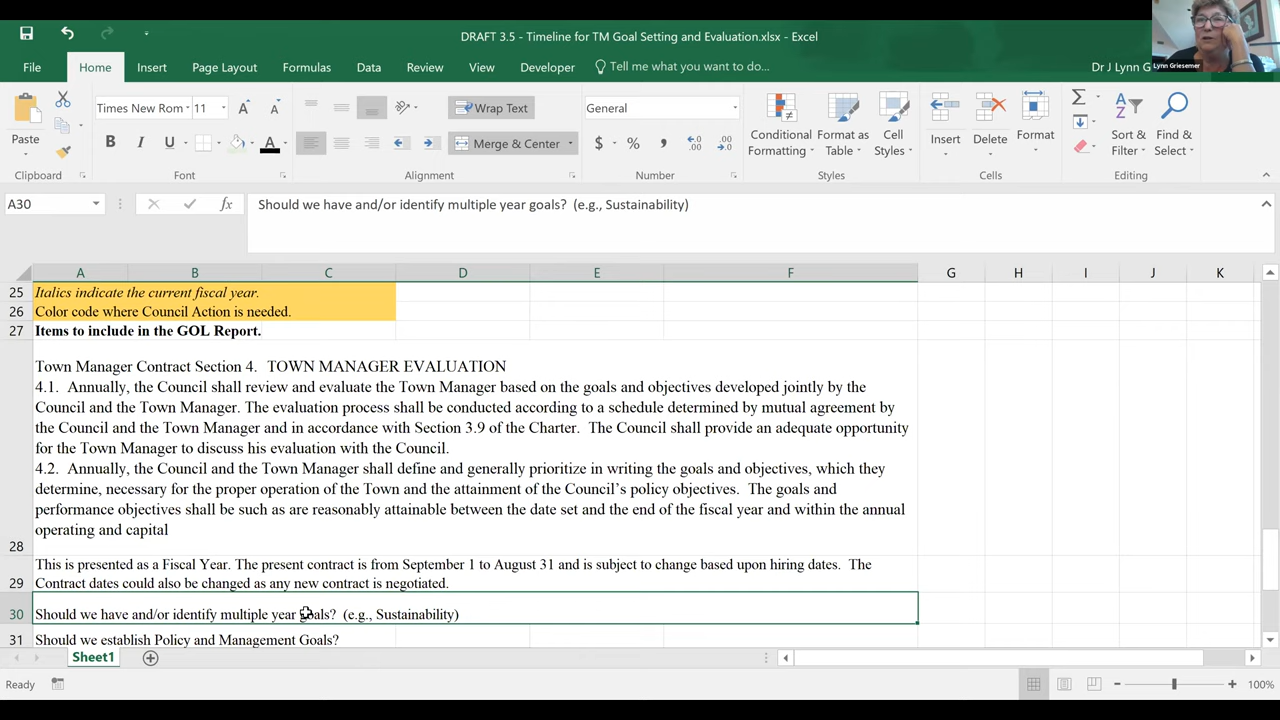 DRAFT 3.5 - Timeline for TM Goal Setting and Evaluation.xlsx - Excel
Lynn Griesemer
File Home Insert Page Layout Formulas Data Review View Developer Tell me what you want to do... Dr J Lynn G
Paste
Clipboard
Times New Rom 11
B I U A
Font
Wrap Text
Merge & Center
Alignment
General
$ % , .0 .00
Number
Conditional Formatting
Format as Table
Cell Styles
Styles
Insert Delete Format
Cells
Sort & Filter
Find & Select
Editing
A30 fx Should we have and/or identify multiple year goals? (e.g., Sustainability)
A B C D E F G H I J K
25 Italics indicate the current fiscal year.
26 Color code where Council Action is needed.
27 Items to include in the GOL Report.
Town Manager Contract Section 4. TOWN MANAGER EVALUATION
4.1. Annually, the Council shall review and evaluate the Town Manager based on the goals and objectives developed jointly by the
Council and the Town Manager. The evaluation process shall be conducted according to a schedule determined by mutual agreement by
the Council and the Town Manager and in accordance with Section 3.9 of the Charter. The Council shall provide an adequate opportunity
for the Town Manager to discuss his evaluation with the Council.
4.2. Annually, the Council and the Town Manager shall define and generally prioritize in writing the goals and objectives, which they
determine, necessary for the proper operation of the Town and the attainment of the Council's policy objectives. The goals and
performance objectives shall be such as are reasonably attainable between the date set and the end of the fiscal year and within the annual
operating and capital
28
This is presented as a Fiscal Year. The present contract is from September 1 to August 31 and is subject to change based upon hiring dates. The
29 Contract dates could also be changed as any new contract is negotiated.
30 Should we have and/or identify multiple year goals? (e.g., Sustainability)
31 Should we establish Policy and Management Goals?
Sheet1
Ready 100%